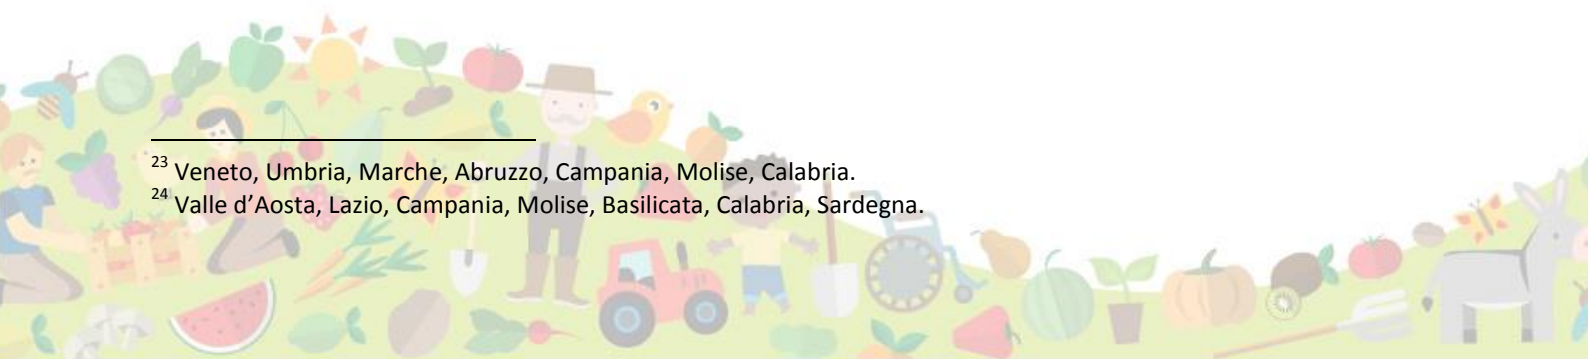 23 Veneto, Umbria, Marche, Abruzzo, Campania, Molise, Calabria.
24 Valle d’Aosta, Lazio, Campania, Molise, Basilicata, Calabria, Sardegna.